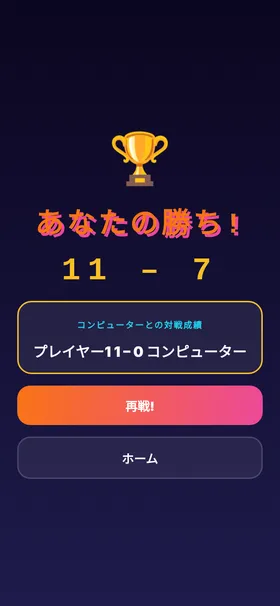 あなたの勝ち!
11 – 7
コンピューターとの対戦成績
プレイヤー11–0 コンピューター
再戦!
ホーム